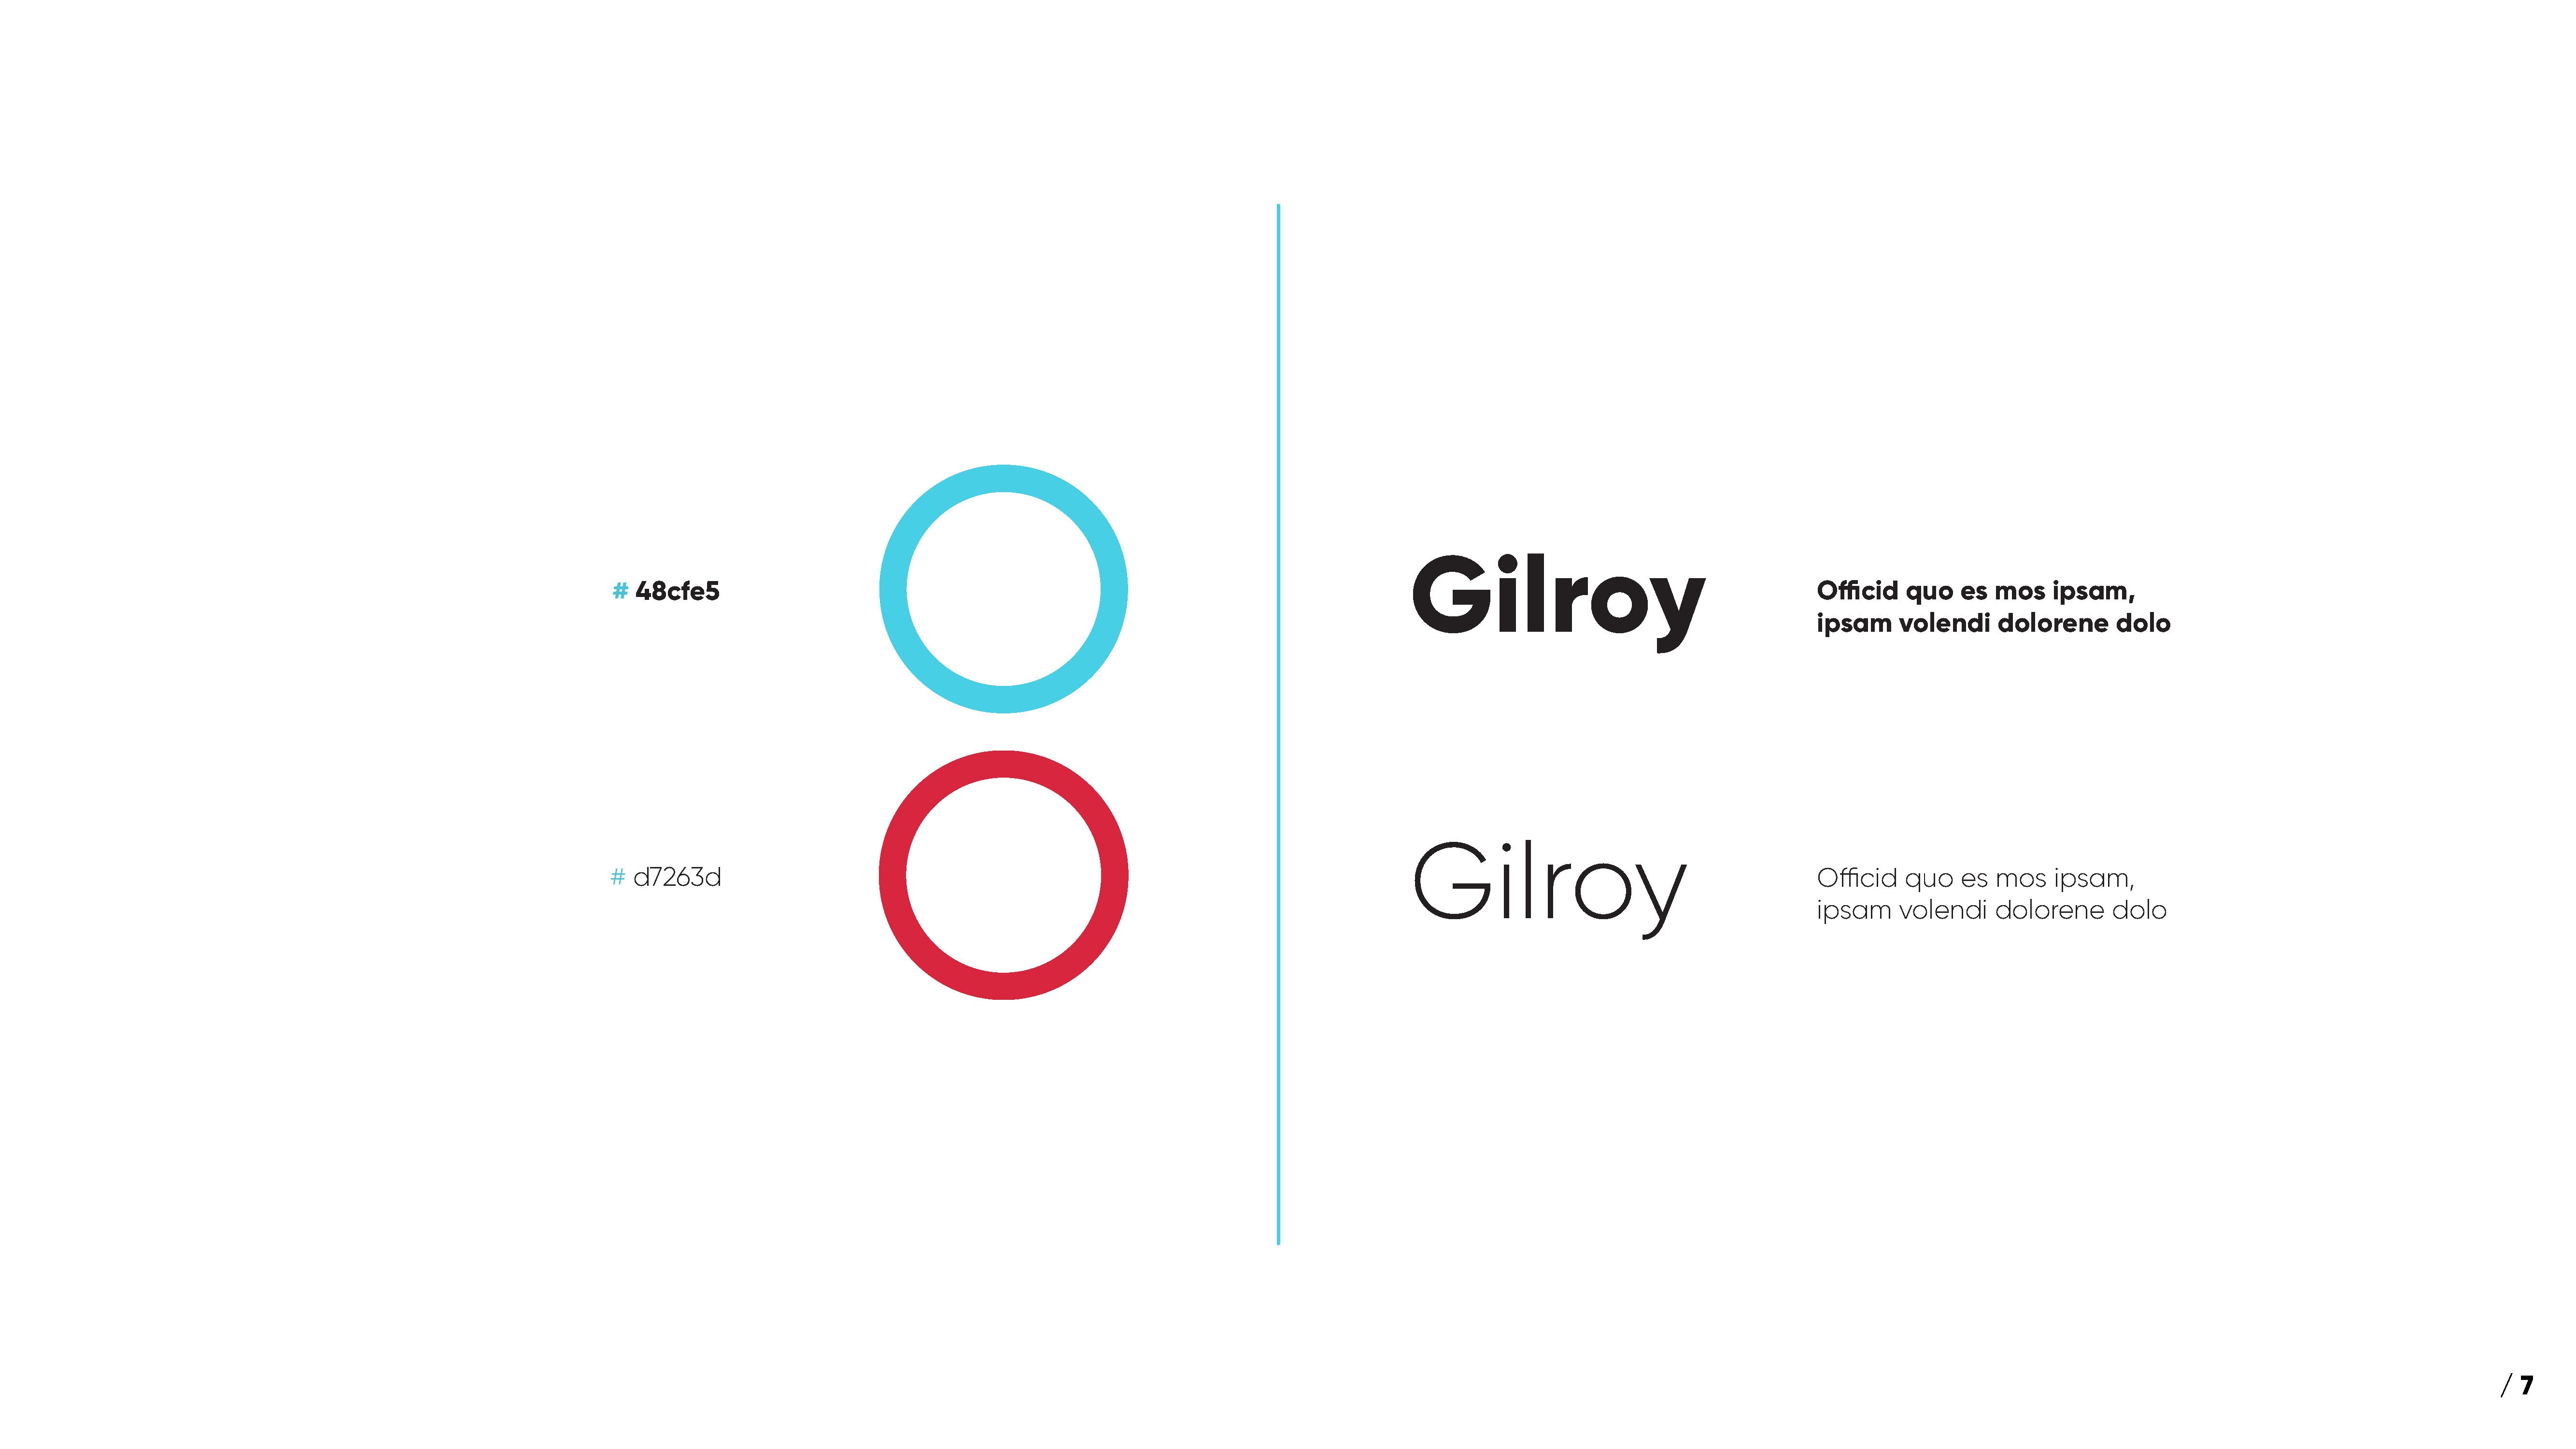 # 48cfe5
# d7263d
Gilroy
Officid quo es mos ipsam,
ipsam volendi dolorene dolo
Gilroy
Officid quo es mos ipsam,
ipsam volendi dolorene dolo
/ 7